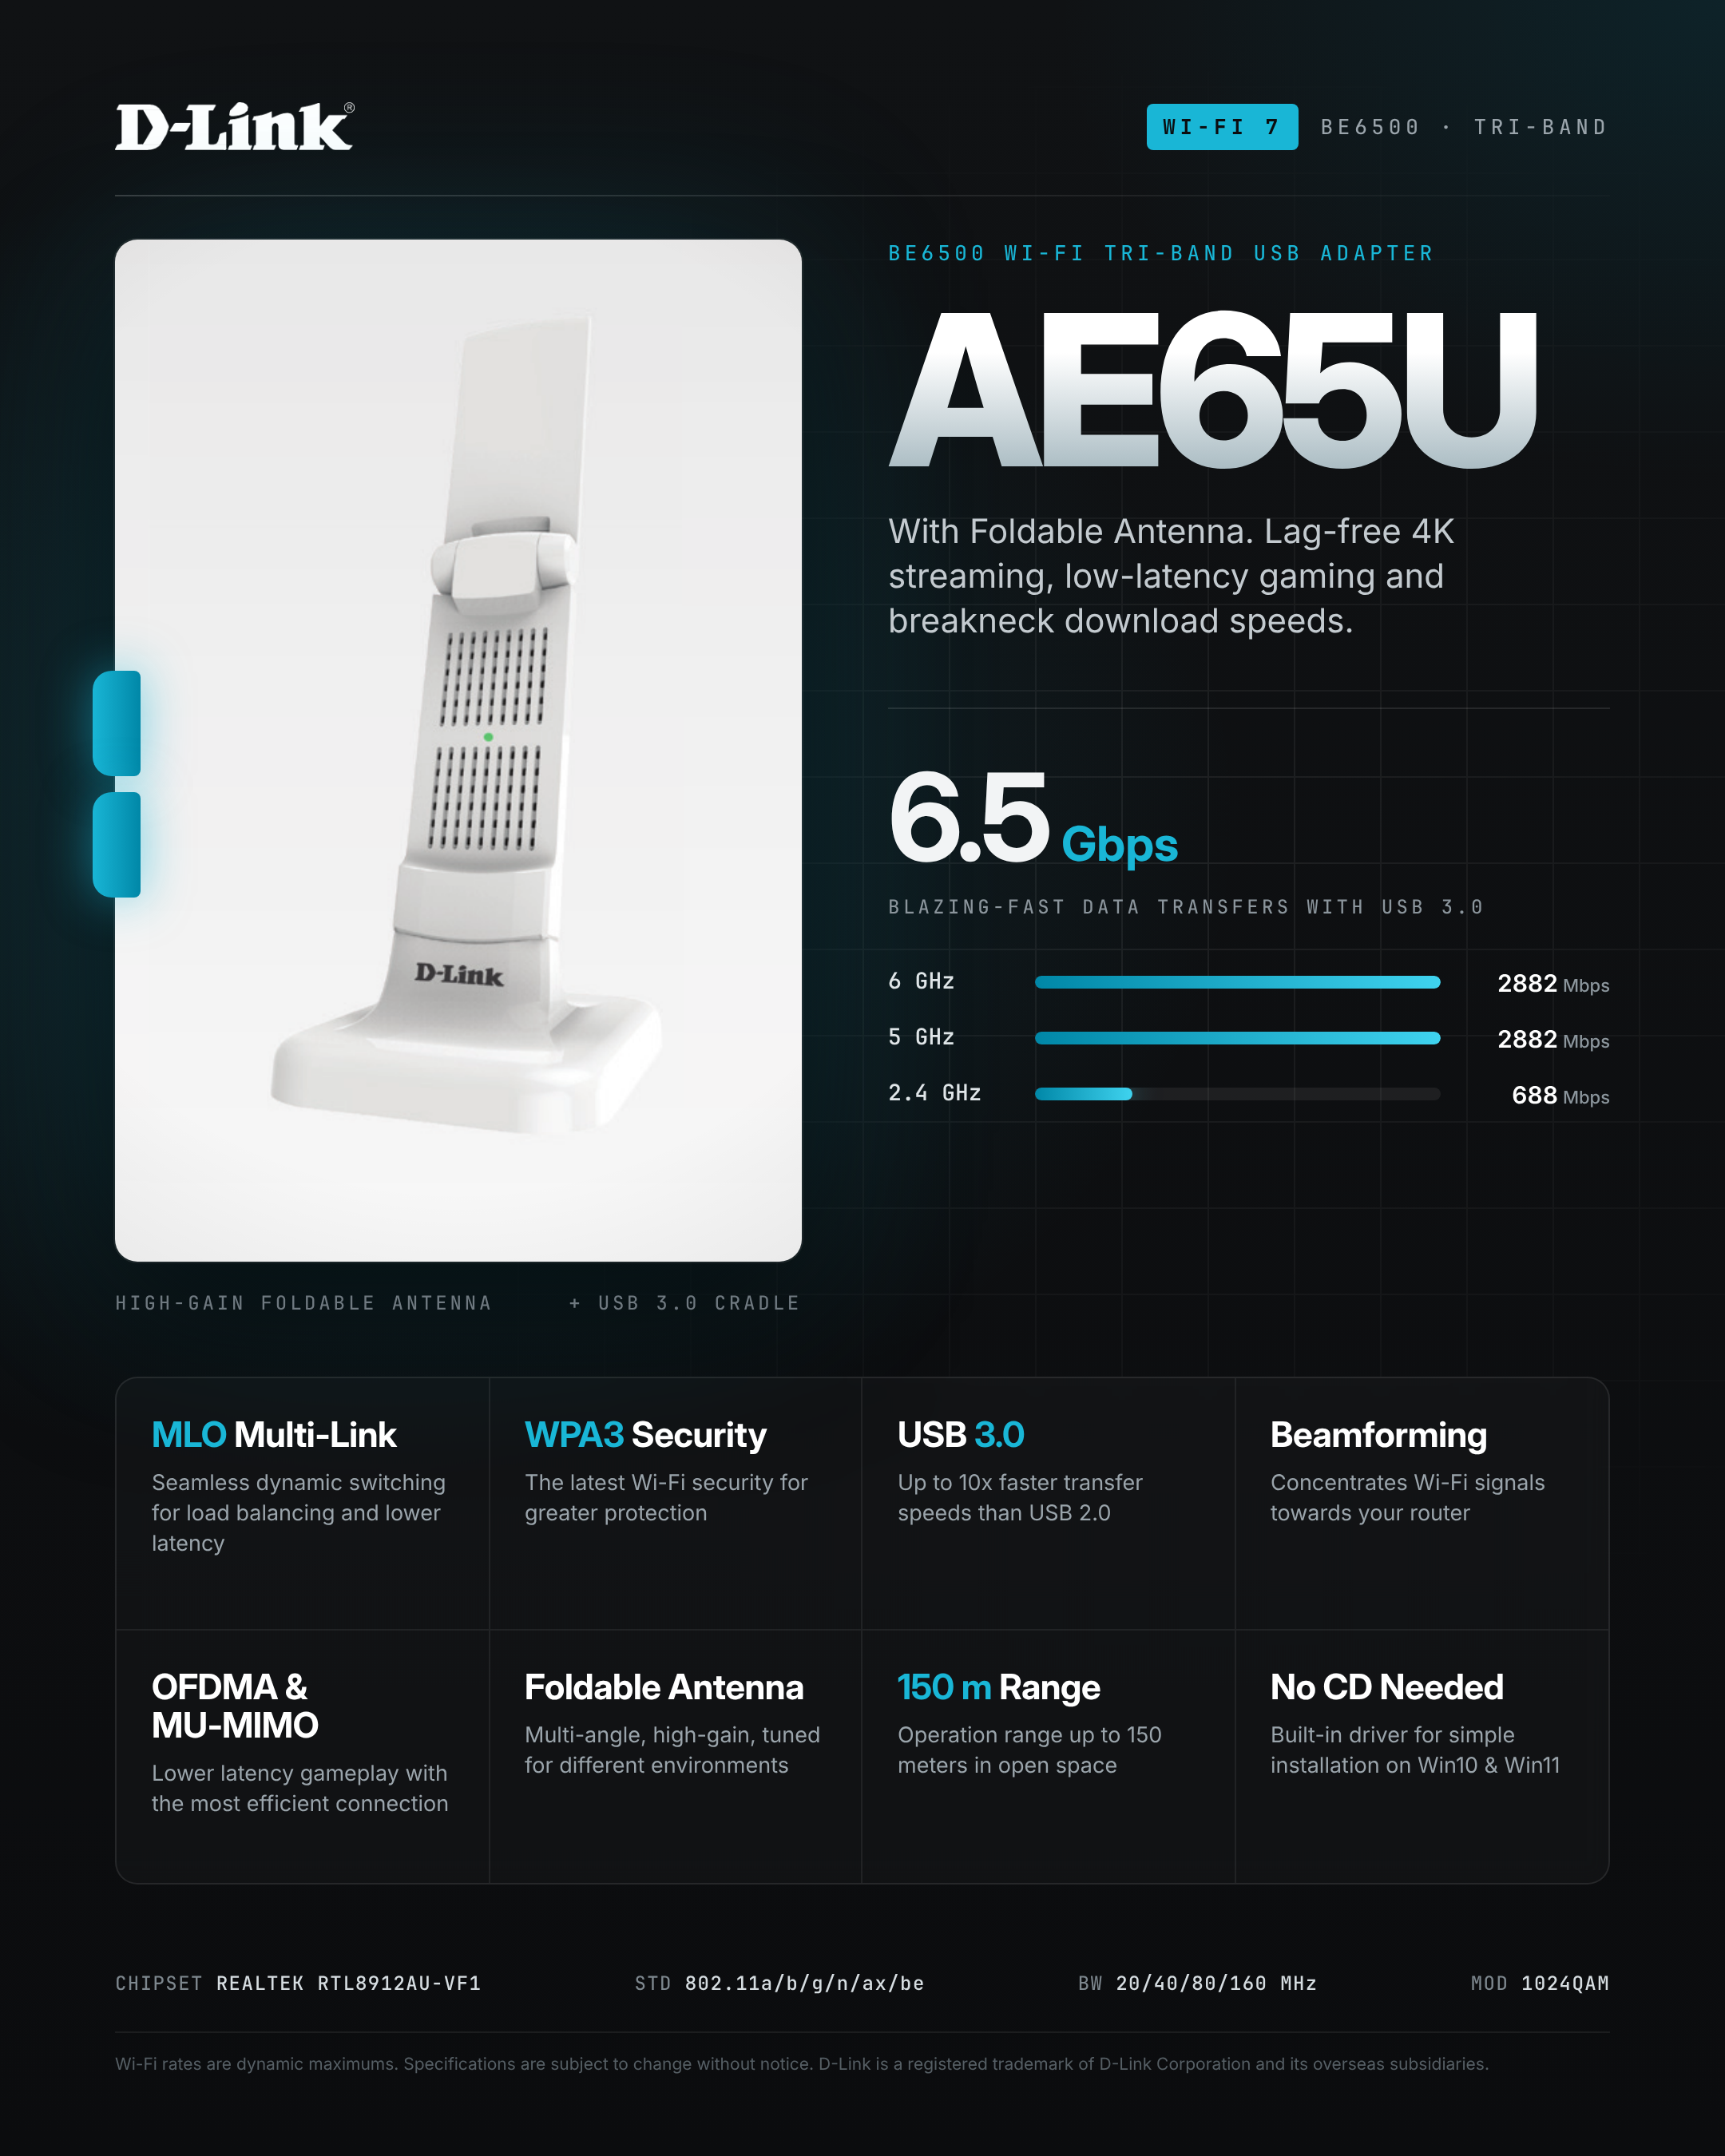 D-Link®
WI-FI 7 BE6500 · TRI-BAND
BE6500 WI-FI TRI-BAND USB ADAPTER
AE65U
With Foldable Antenna. Lag-free 4K
streaming, low-latency gaming and
breakneck download speeds.
6.5 Gbps
BLAZING-FAST DATA TRANSFERS WITH USB 3.0
6 GHz 2882 Mbps
5 GHz 2882 Mbps
2.4 GHz 688 Mbps
D-Link
HIGH-GAIN FOLDABLE ANTENNA + USB 3.0 CRADLE
MLO Multi-Link
Seamless dynamic switching
for load balancing and lower
latency
WPA3 Security
The latest Wi-Fi security for
greater protection
USB 3.0
Up to 10x faster transfer
speeds than USB 2.0
Beamforming
Concentrates Wi-Fi signals
towards your router
OFDMA &
MU-MIMO
Lower latency gameplay with
the most efficient connection
Foldable Antenna
Multi-angle, high-gain, tuned
for different environments
150 m Range
Operation range up to 150
meters in open space
No CD Needed
Built-in driver for simple
installation on Win10 & Win11
CHIPSET REALTEK RTL8912AU-VF1 STD 802.11a/b/g/n/ax/be BW 20/40/80/160 MHz MOD 1024QAM
Wi-Fi rates are dynamic maximums. Specifications are subject to change without notice. D-Link is a registered trademark of D-Link Corporation and its overseas subsidiaries.